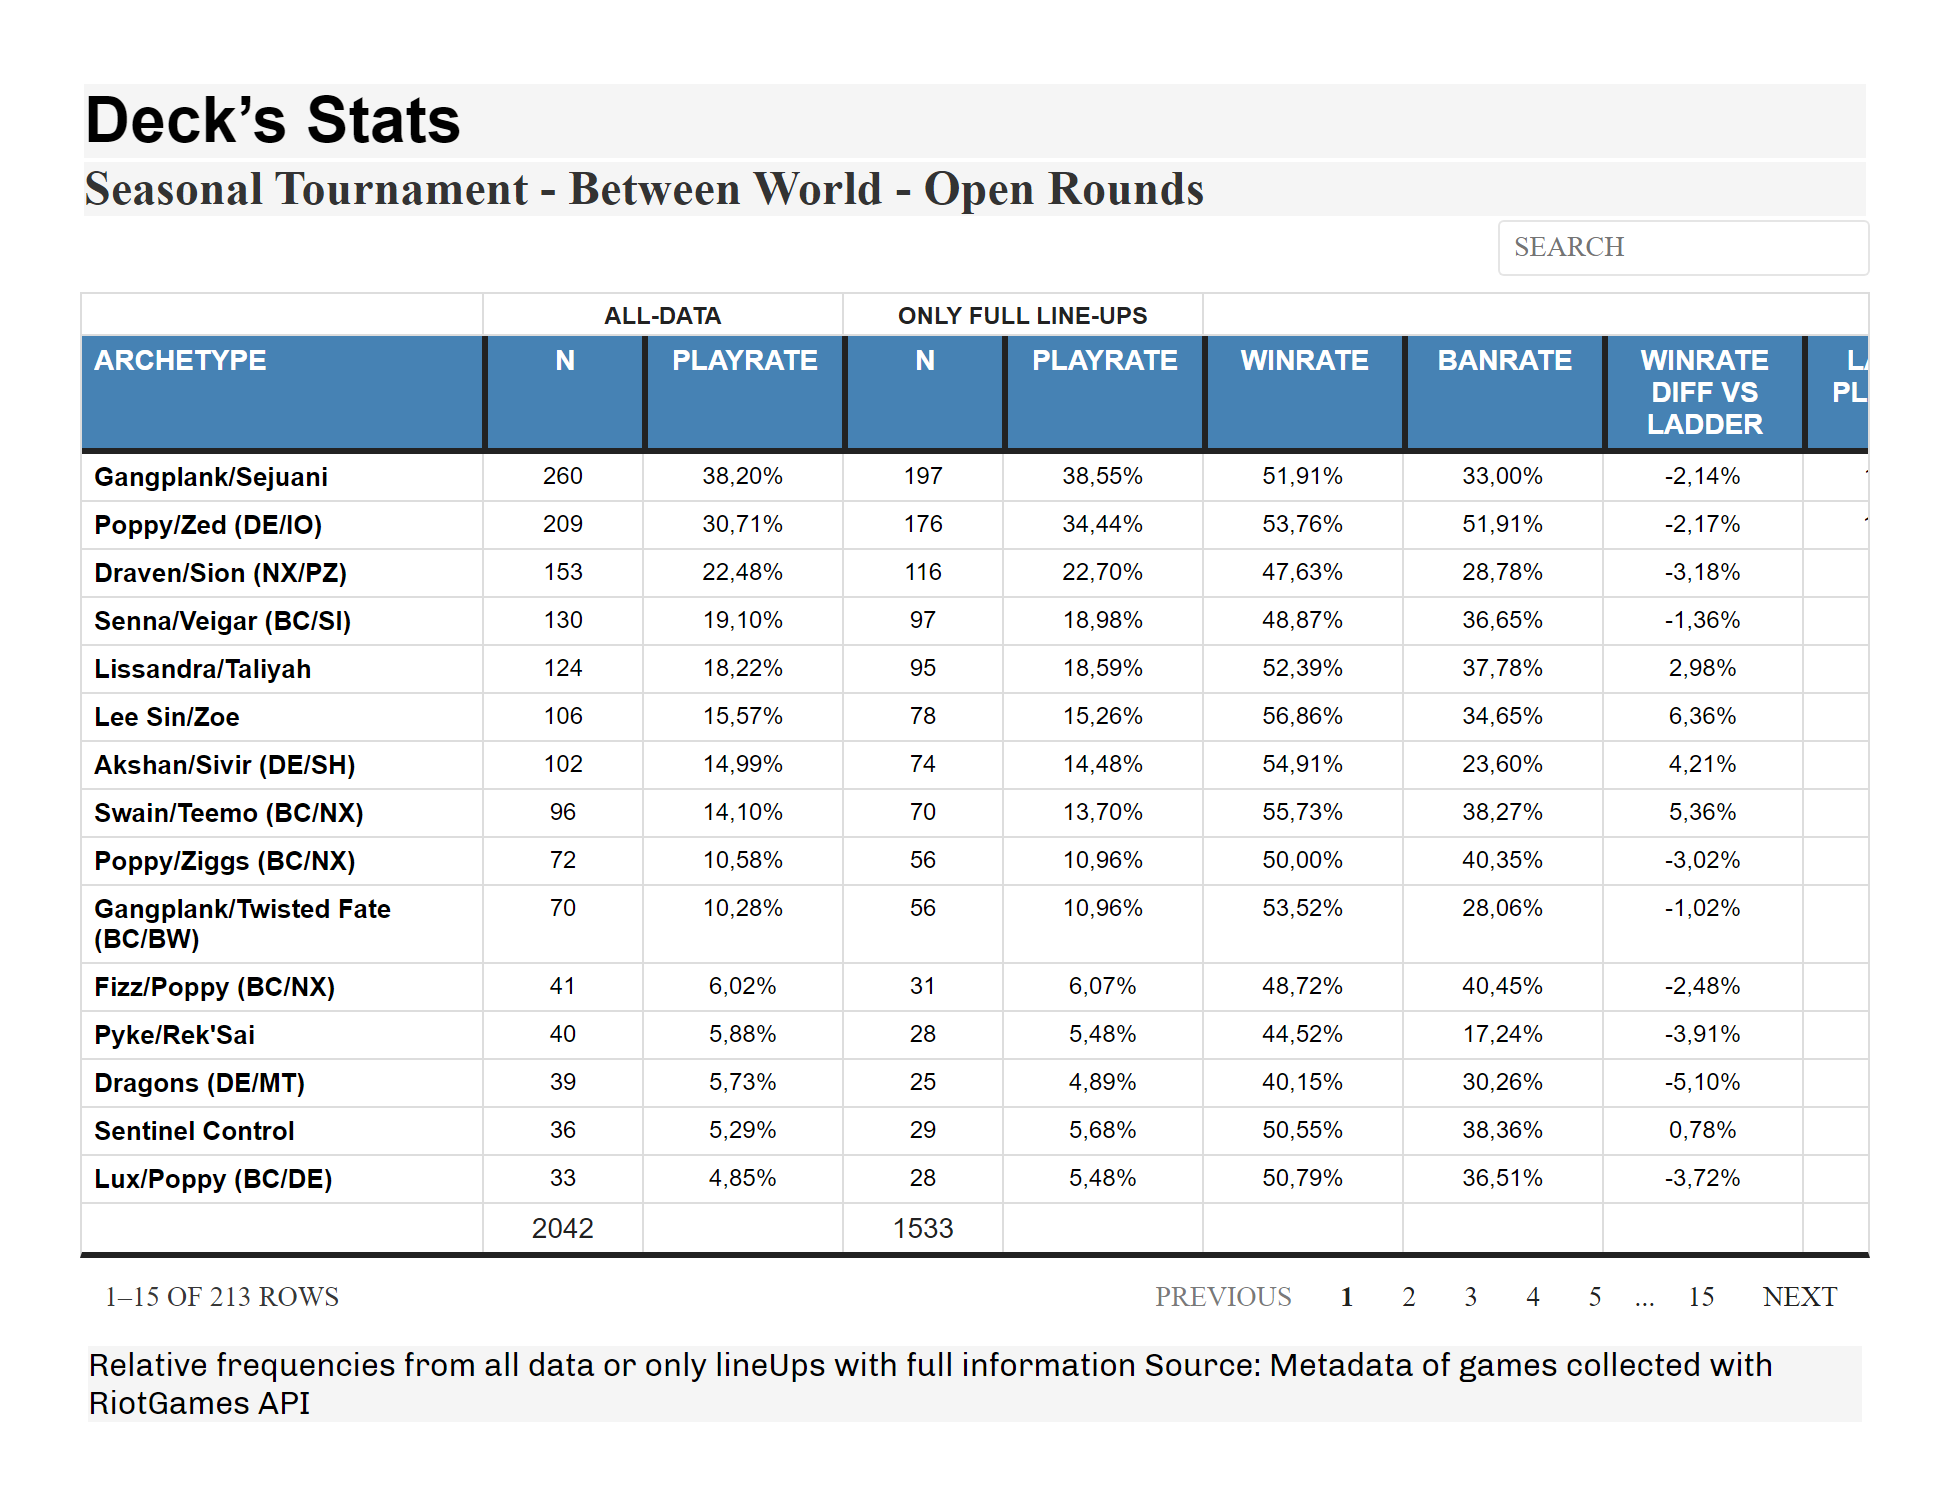 Deck’s Stats
Seasonal Tournament - Between World - Open Rounds
SEARCH
ALL-DATA ONLY FULL LINE-UPS
ARCHETYPE N PLAYRATE N PLAYRATE WINRATE BANRATE WINRATE DIFF VS LADDER
Gangplank/Sejuani 260 38,20% 197 38,55% 51,91% 33,00% -2,14%
Poppy/Zed (DE/IO) 209 30,71% 176 34,44% 53,76% 51,91% -2,17%
Draven/Sion (NX/PZ) 153 22,48% 116 22,70% 47,63% 28,78% -3,18%
Senna/Veigar (BC/SI) 130 19,10% 97 18,98% 48,87% 36,65% -1,36%
Lissandra/Taliyah 124 18,22% 95 18,59% 52,39% 37,78% 2,98%
Lee Sin/Zoe 106 15,57% 78 15,26% 56,86% 34,65% 6,36%
Akshan/Sivir (DE/SH) 102 14,99% 74 14,48% 54,91% 23,60% 4,21%
Swain/Teemo (BC/NX) 96 14,10% 70 13,70% 55,73% 38,27% 5,36%
Poppy/Ziggs (BC/NX) 72 10,58% 56 10,96% 50,00% 40,35% -3,02%
Gangplank/Twisted Fate 70 10,28% 56 10,96% 53,52% 28,06% -1,02%
(BC/BW)
Fizz/Poppy (BC/NX) 41 6,02% 31 6,07% 48,72% 40,45% -2,48%
Pyke/Rek'Sai 40 5,88% 28 5,48% 44,52% 17,24% -3,91%
Dragons (DE/MT) 39 5,73% 25 4,89% 40,15% 30,26% -5,10%
Sentinel Control 36 5,29% 29 5,68% 50,55% 38,36% 0,78%
Lux/Poppy (BC/DE) 33 4,85% 28 5,48% 50,79% 36,51% -3,72%
2042 1533
1–15 OF 213 ROWS PREVIOUS 1 2 3 4 5 ... 15 NEXT
Relative frequencies from all data or only lineUps with full information Source: Metadata of games collected with
RiotGames API